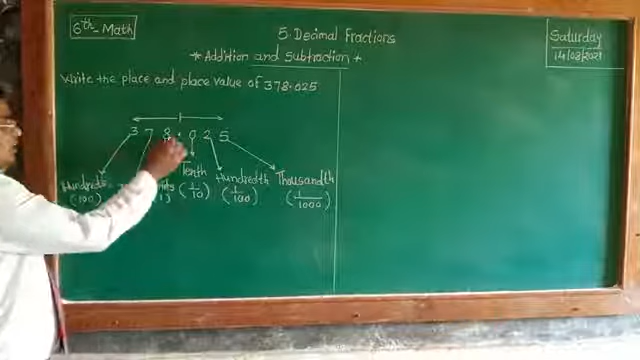 6th - Math
5. Decimal Fractions
Saturday
14/08/2021
* Addition and Subtraction *
Write the place and place value of 378.025
3 7 8 . 0 2 5
Hundreds Tenth Hundredth Thousandth
(100) (1/10) (1/100) (1/1000)